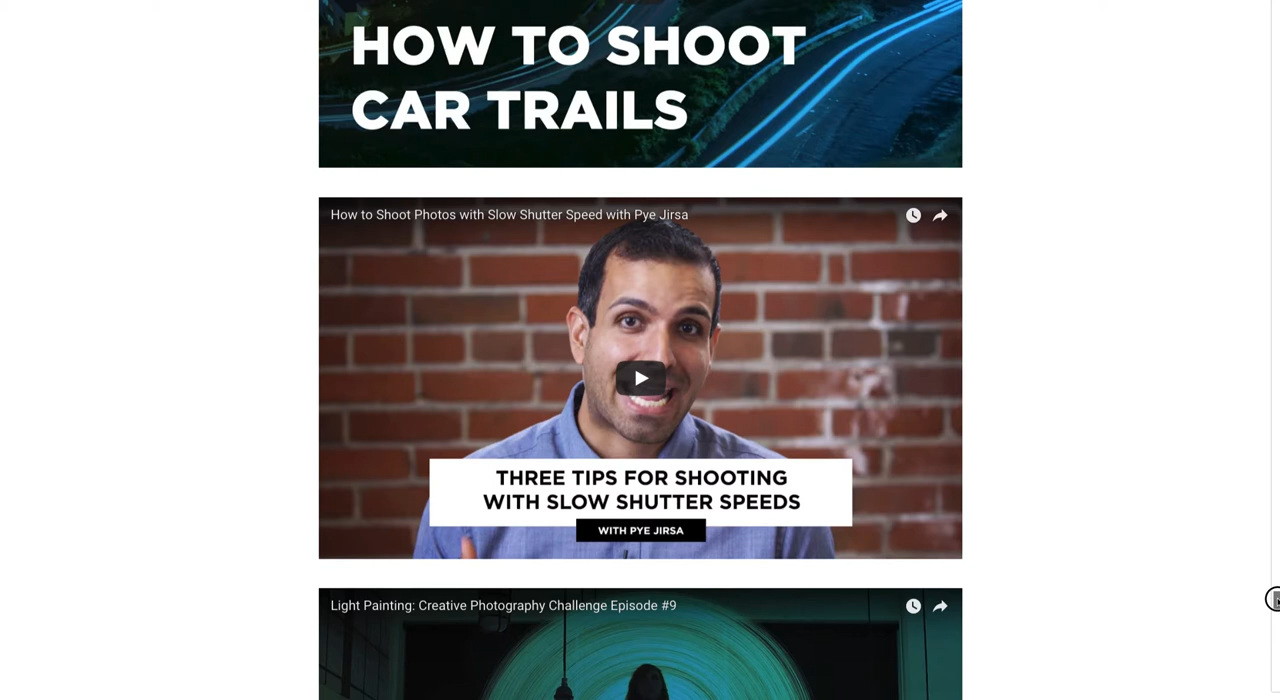 HOW TO SHOOT
CAR TRAILS
How to Shoot Photos with Slow Shutter Speed with Pye Jirsa
THREE TIPS FOR SHOOTING
WITH SLOW SHUTTER SPEEDS
WITH PYE JIRSA
Light Painting: Creative Photography Challenge Episode #9